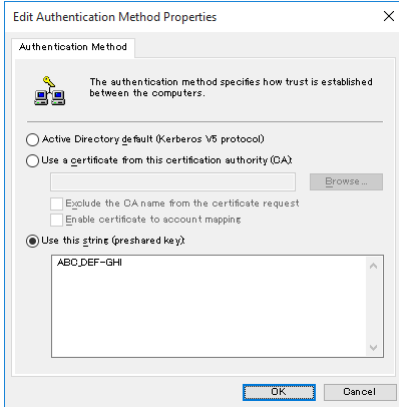 Edit Authentication Method Properties
Authentication Method
The authentication method specifies how trust is established
between the computers.
Active Directory default (Kerberos V5 protocol)
Use a certificate from this certification authority (CA):
Browse...
Exclude the CA name from the certificate request
Enable certificate to account mapping
Use this string (preshared key):
ABC,DEF-GHI
OK Cancel